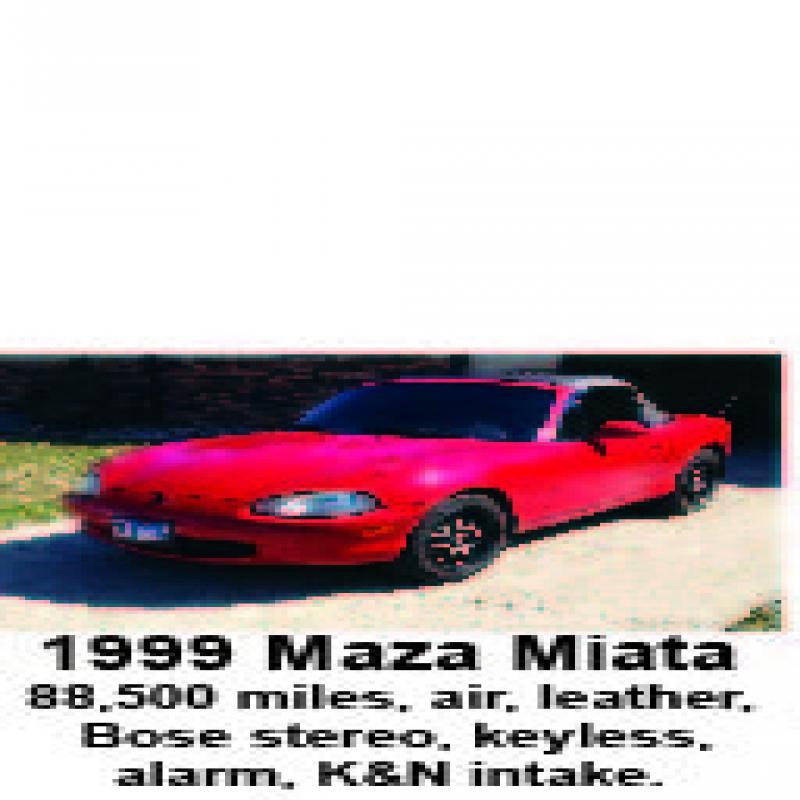 1999 Maza Miata
88,500 miles, air, leather,
Bose stereo, keyless,
alarm, K&N intake.